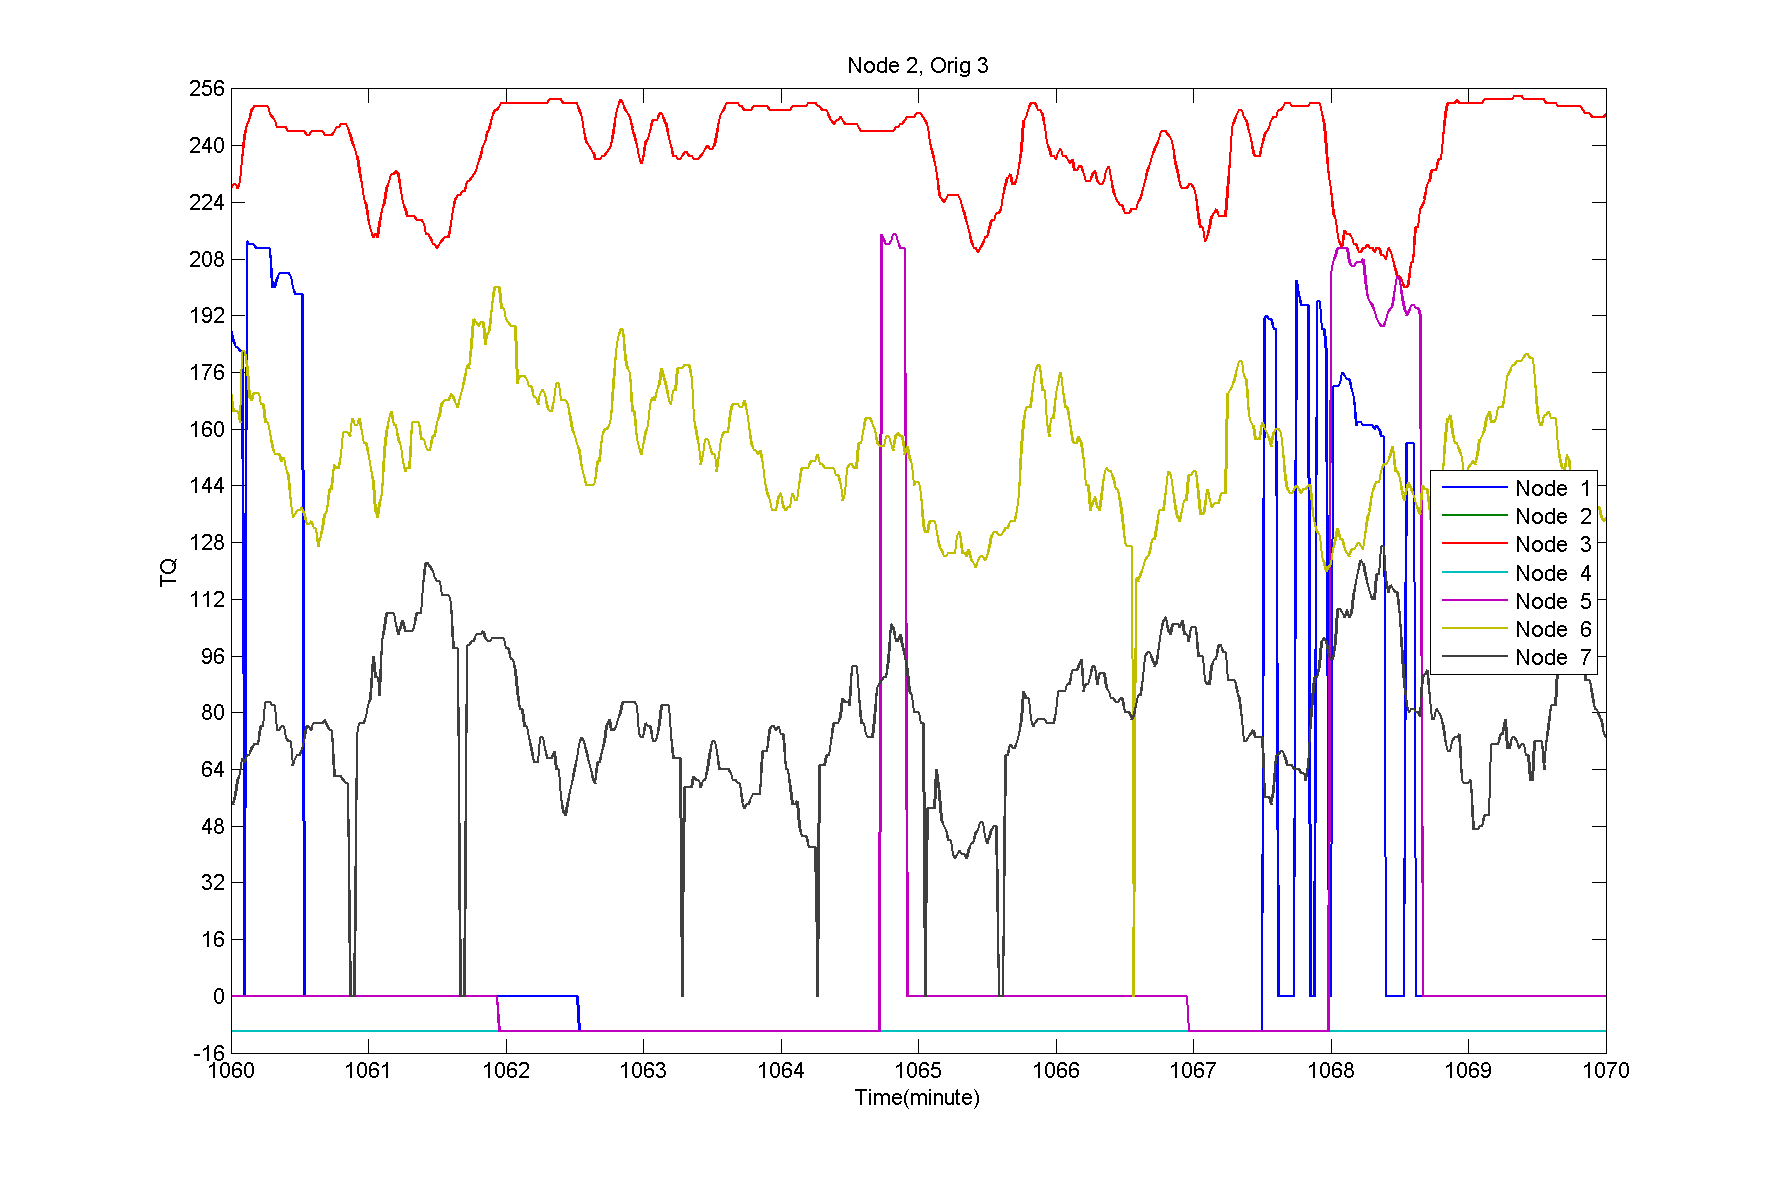 Node 2, Orig 3
256
240
224
208
192
176
160
144
128
112
96
80
64
48
32
16
0
-16
TQ
1060 1061 1062 1063 1064 1065 1066 1067 1068 1069 1070
Time(minute)
Node 1
Node 2
Node 3
Node 4
Node 5
Node 6
Node 7